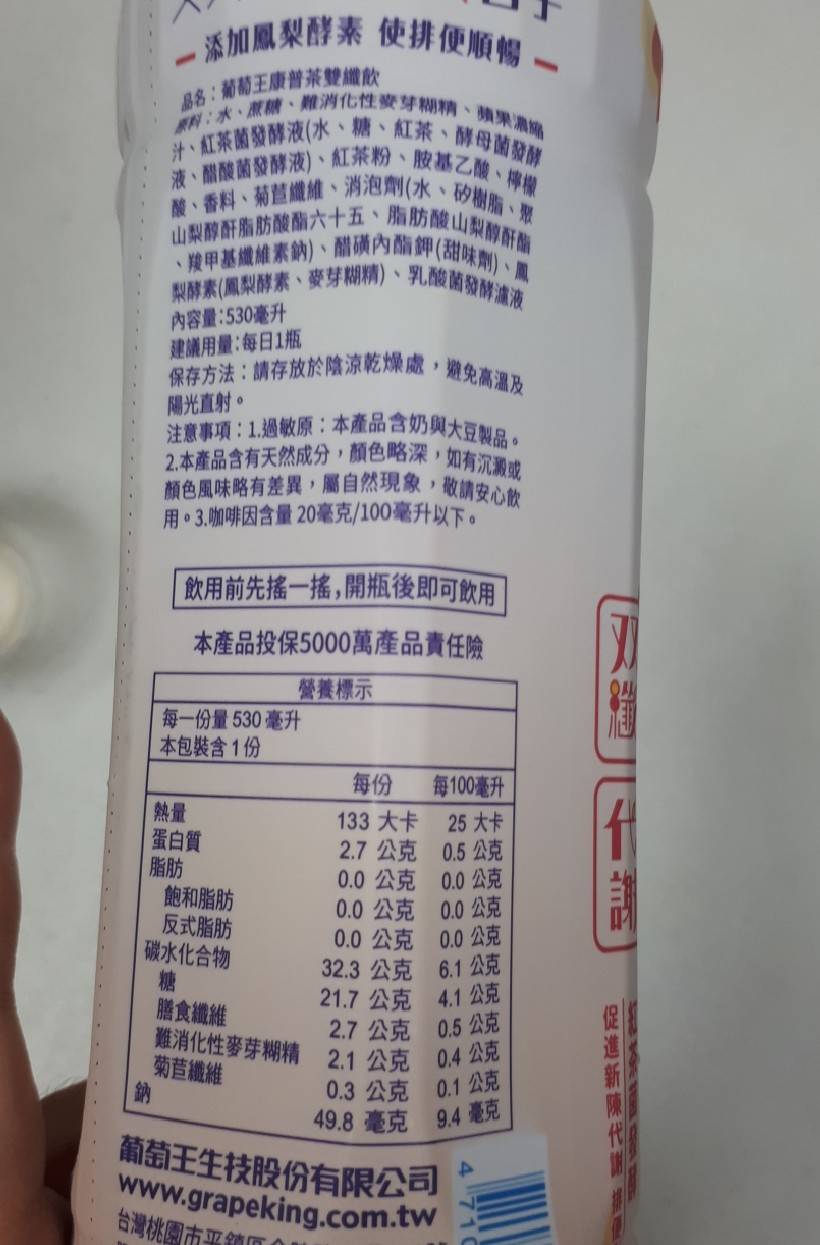 添加鳳梨酵素 使排便順暢
品名：葡萄王康普茶雙纖飲
原料：水、蔗糖、難消化性麥芽糊精、蘋果濃縮
汁、紅茶菌發酵液(水、糖、紅茶、酵母菌發酵
液、醋酸菌發酵液)、紅茶粉、胺基乙酸、檸檬
酸、香料、菊苣纖維、消泡劑(水、矽樹脂、聚
山梨醇酐脂肪酸酯六十五、脂肪酸山梨醇酐酯
、羧甲基纖維素鈉)、醋磺內酯鉀(甜味劑)、鳳
梨酵素(鳳梨酵素、麥芽糊精)、乳酸菌發酵濾液
內容量：530毫升
建議用量：每日1瓶
保存方法：請存放於陰涼乾燥處，避免高溫及
陽光直射。
注意事項：1.過敏原：本產品含奶與大豆製品。
2.本產品含有天然成分，顏色略深，如有沉澱或
顏色風味略有差異，屬自然現象，敬請安心飲
用。3.咖啡因含量 20毫克/100毫升以下。
飲用前先搖一搖，開瓶後即可飲用
本產品投保5000萬產品責任險
營養標示
每一份量 530 毫升
本包裝含 1 份
每份 每100毫升
熱量 133 大卡 25 大卡
蛋白質 2.7 公克 0.5 公克
脂肪 0.0 公克 0.0 公克
飽和脂肪 0.0 公克 0.0 公克
反式脂肪 0.0 公克 0.0 公克
碳水化合物 32.3 公克 6.1 公克
糖 21.7 公克 4.1 公克
膳食纖維 2.7 公克 0.5 公克
難消化性麥芽糊精 2.1 公克 0.4 公克
菊苣纖維 0.3 公克 0.1 公克
鈉 49.8 毫克 9.4 毫克
葡萄王生技股份有限公司
www.grapeking.com.tw
台灣桃園市平鎮區
4 710
双纖
代謝
紅茶菌發酵
促進新陳代謝 排便